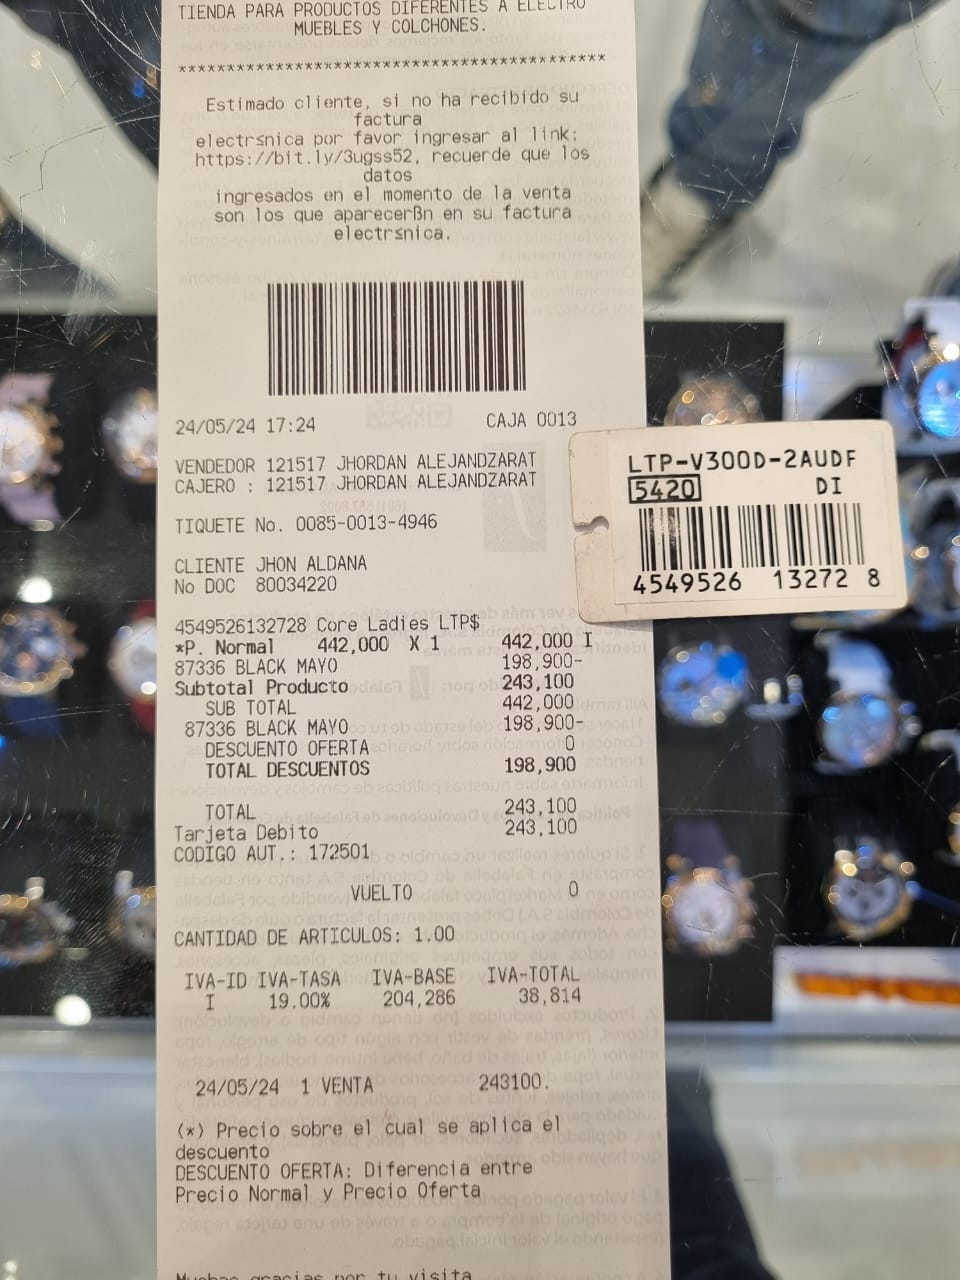 TIENDA PARA PRODUCTOS DIFERENTES A ELECTRO
MUEBLES Y COLCHONES.
********************************************
Estimado cliente, si no ha recibido su
factura
electr≤nica por favor ingresar al link:
https://bit.ly/3ugss52, recuerde que los
datos
ingresados en el momento de la venta
son los que aparecerßn en su factura
electr≤nica.
24/05/24 17:24 CAJA 0013
VENDEDOR 121517 JHORDAN ALEJANDZARAT
CAJERO : 121517 JHORDAN ALEJANDZARAT
TIQUETE No. 0085-0013-4946
CLIENTE JHON ALDANA
No DOC 80034220
4549526132728 Core Ladies LTP$
*P. Normal 442,000 X 1 442,000 I
87336 BLACK MAYO 198,900-
Subtotal Producto 243,100
SUB TOTAL 442,000
87336 BLACK MAYO 198,900-
DESCUENTO OFERTA 0
TOTAL DESCUENTOS 198,900
TOTAL 243,100
Tarjeta Debito 243,100
CODIGO AUT.: 172501
VUELTO 0
CANTIDAD DE ARTICULOS: 1.00
IVA-ID IVA-TASA IVA-BASE IVA-TOTAL
I 19.00% 204,286 38,814
24/05/24 1 VENTA 243100.
(*) Precio sobre el cual se aplica el
descuento
DESCUENTO OFERTA: Diferencia entre
Precio Normal y Precio Oferta
Muchas gracias por tu visita
LTP-V300D-2AUDF
5420 DI
4549526 13272 8